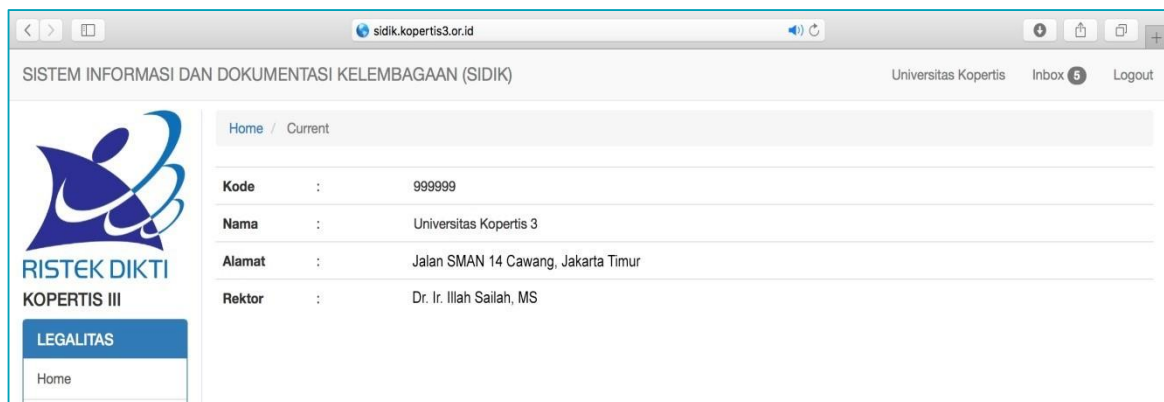 sidik.kopertis3.or.id
SISTEM INFORMASI DAN DOKUMENTASI KELEMBAGAAN (SIDIK)
Universitas Kopertis Inbox 5 Logout
RISTEK DIKTI
KOPERTIS III
LEGALITAS
Home
Home / Current
Kode : 999999
Nama : Universitas Kopertis 3
Alamat : Jalan SMAN 14 Cawang, Jakarta Timur
Rektor : Dr. Ir. Illah Sailah, MS